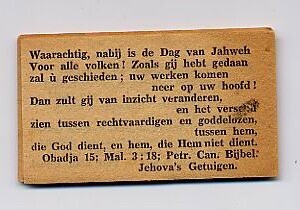 Waarachtig, nabij is de Dag van Jahweh
Voor alle volken! Zoals gij hebt gedaan
zal ù geschieden; uw werken komen
neer op uw hoofd!
Dan zult gij van inzicht veranderen,
en het verschil
zien tussen rechtvaardigen en goddelozen,
tussen hem,
die God dient, en hem, die Hem niet dient.
Obadja 15; Mal. 3:18; Petr. Can. Bijbel.
Jehova's Getuigen.